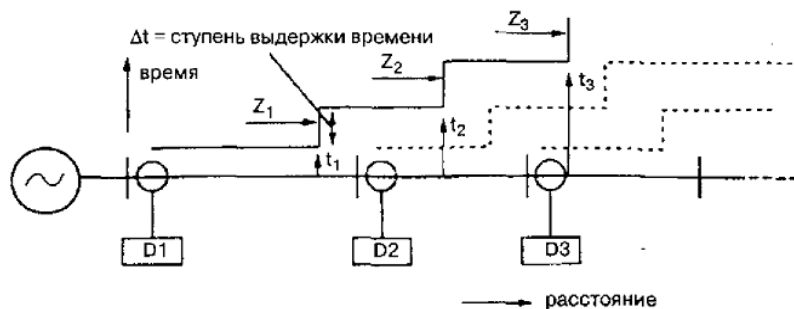 Δt = ступень выдержки времени
время
Z₁
Z₂
Z₃
t₁
t₂
t₃
D1
D2
D3
расстояние